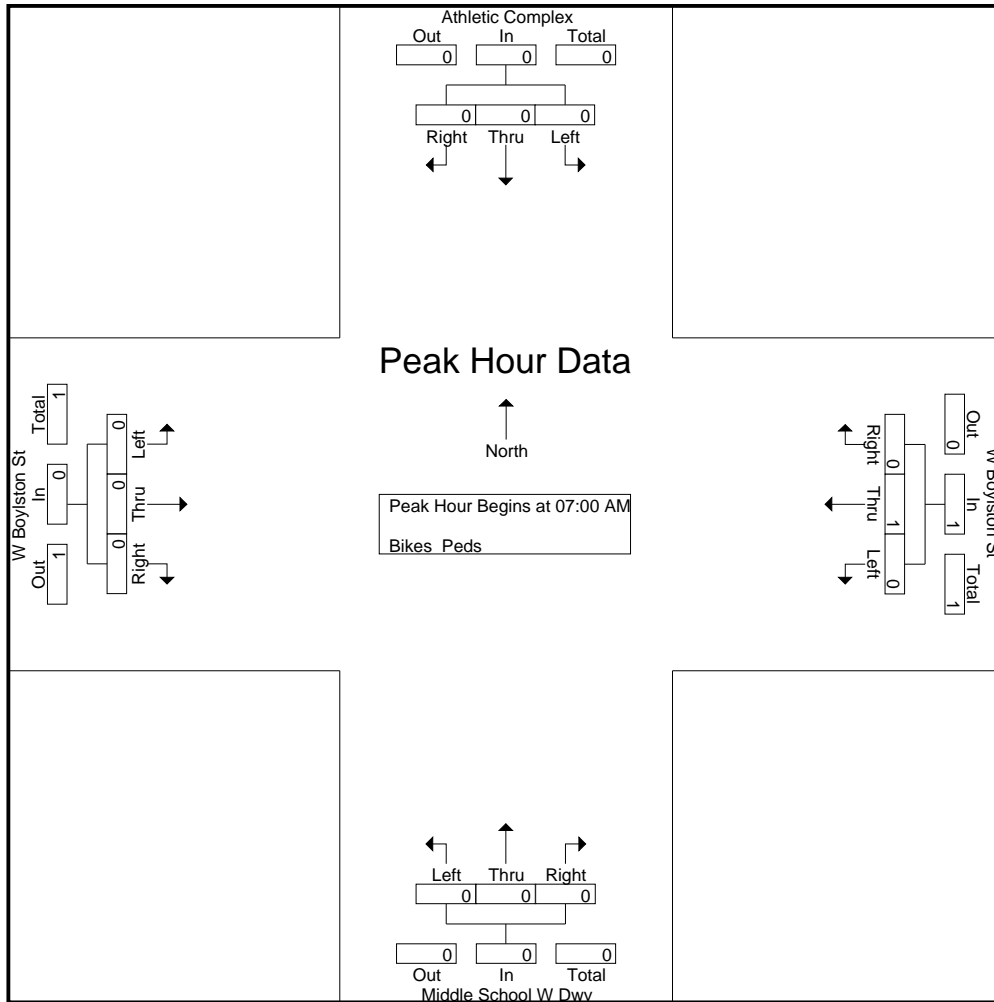 Athletic Complex
Out In Total
0 0 0
0 0 0
Right Thru Left
Peak Hour Data
North
Peak Hour Begins at 07:00 AM
Bikes Peds
W Boylston St
Out In Total
1 0 1
0 0 0
Left Thru Right
W Boylston St
Out In Total
0 1 1
0 1 0
Right Thru Left
Left Thru Right
0 0 0
0 0 0
Out In Total
Middle School W Dwy